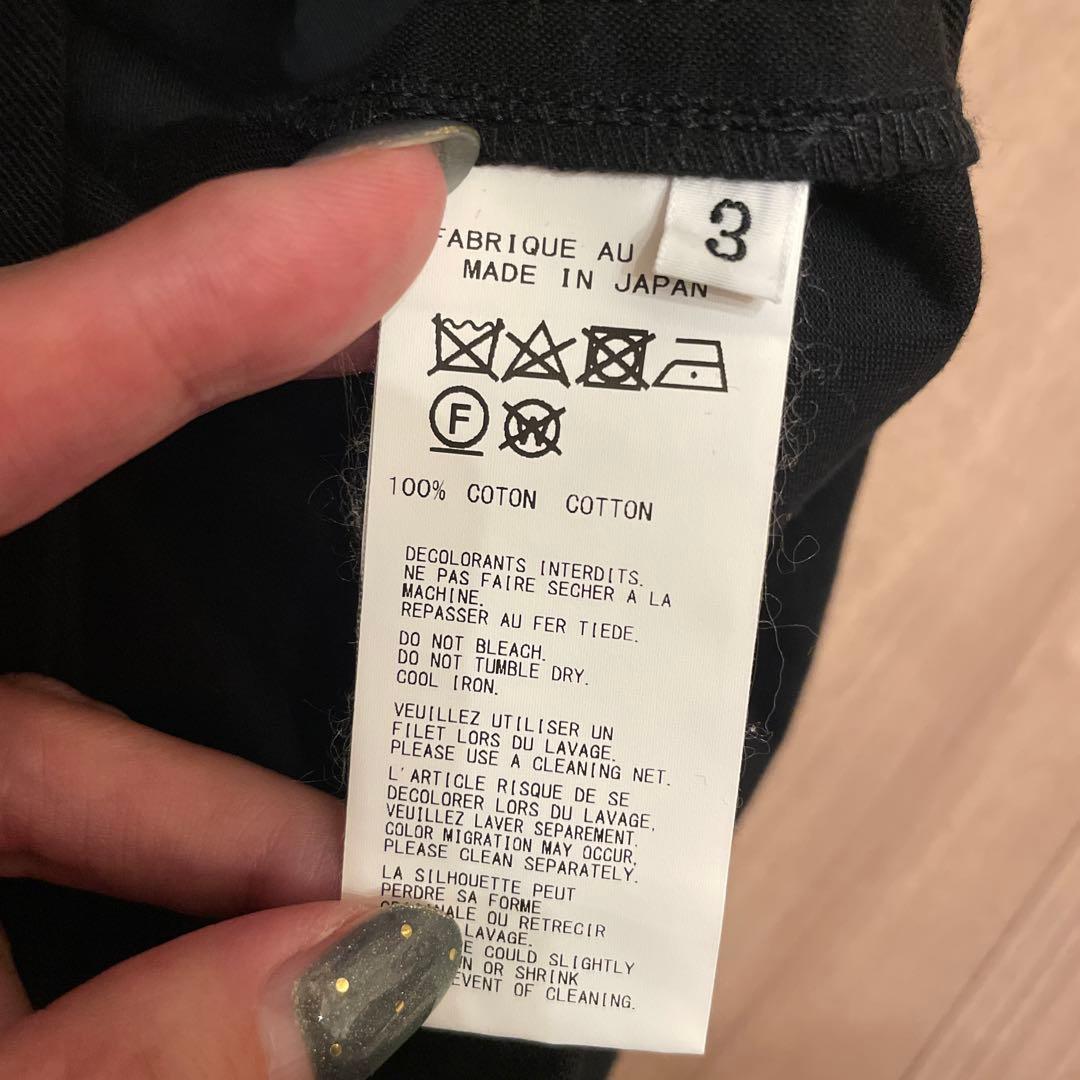 3
FABRIQUE AU
MADE IN JAPAN
F
W
100% COTON COTTON
DECOLORANTS INTERDITS.
NE PAS FAIRE SECHER A LA
MACHINE.
REPASSER AU FER TIEDE.
DO NOT BLEACH.
DO NOT TUMBLE DRY.
COOL IRON.
VEUILLEZ UTILISER UN
FILET LORS DU LAVAGE.
PLEASE USE A CLEANING NET.
L'ARTICLE RISQUE DE SE
DECOLORER LORS DU LAVAGE,
VEUILLEZ LAVER SEPAREMENT.
COLOR MIGRATION MAY OCCUR,
PLEASE CLEAN SEPARATELY.
LA SILHOUETTE PEUT
PERDRE SA FORME
OU RETRECIR
LAVAGE.
COULD SLIGHTLY
OR SHRINK
EVENT OF CLEANING.